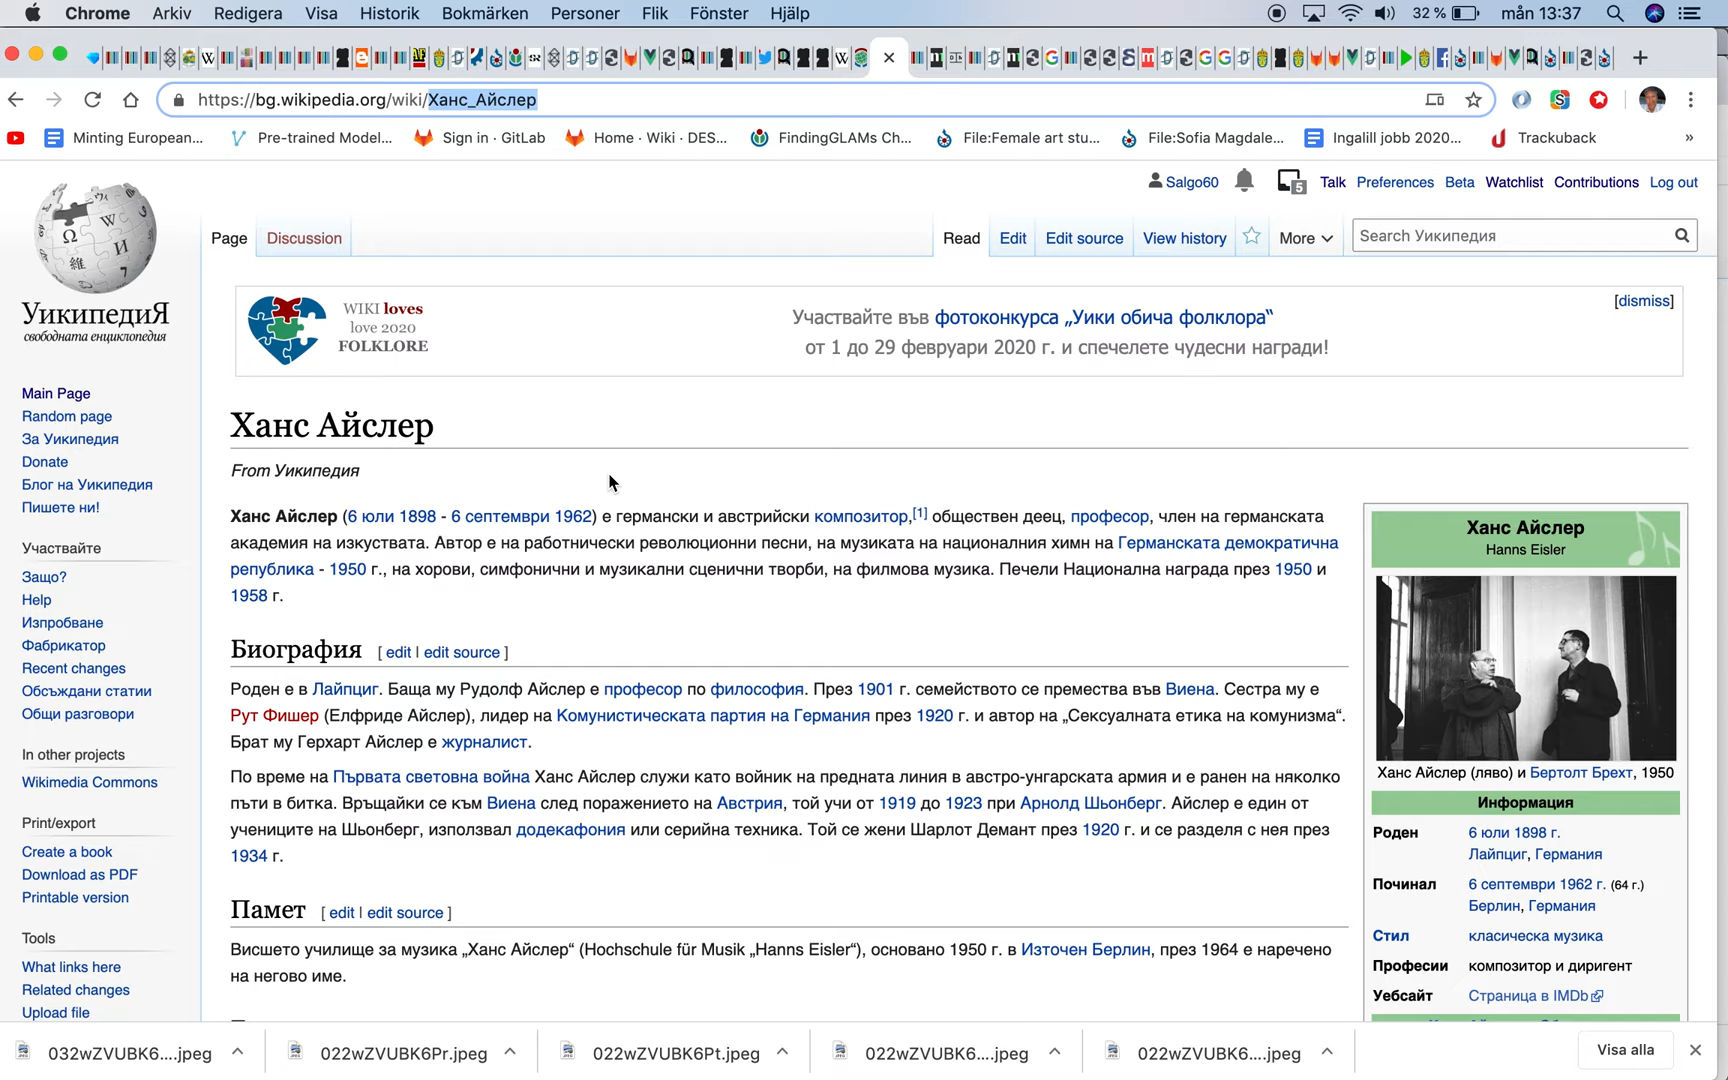 Chrome Arkiv Redigera Visa Historik Bokmärken Personer Flik Fönster Hjälp 32 % mån 13:37
https://bg.wikipedia.org/wiki/Ханс_Айслер
Minting European... Pre-trained Model... Sign in · GitLab Home · Wiki · DES... FindingGLAMs Ch... File:Female art stu... File:Sofia Magdale... Ingalill jobb 2020... Trackuback »
Salgo60 5 Talk Preferences Beta Watchlist Contributions Log out
Page Discussion Read Edit Edit source View history More Search Уикипедия
УикипедиЯ
свободната енциклопедия
WIKI loves
love 2020
FOLKLORE
Участвайте във фотоконкурса „Уики обича фолклора“
от 1 до 29 февруари 2020 г. и спечелете чудесни награди!
[dismiss]
Main Page
Random page
За Уикипедия
Donate
Блог на Уикипедия
Пишете ни!
Участвайте
Защо?
Help
Изпробване
Фабрикатор
Recent changes
Обсъждани статии
Общи разговори
In other projects
Wikimedia Commons
Print/export
Create a book
Download as PDF
Printable version
Tools
What links here
Related changes
Upload file
Ханс Айслер
From Уикипедия
Ханс Айслер (6 юли 1898 - 6 септември 1962) е германски и австрийски композитор,[1] обществен деец, професор, член на германската
академия на изкуствата. Автор е на работнически революционни песни, на музиката на националния химн на Германската демократична
република - 1950 г., на хорови, симфонични и музикални сценични творби, на филмова музика. Печели Национална награда през 1950 и
1958 г.
Биография [ edit | edit source ]
Роден е в Лайпциг. Баща му Рудолф Айслер е професор по философия. През 1901 г. семейството се премества във Виена. Сестра му е
Рут Фишер (Елфриде Айслер), лидер на Комунистическата партия на Германия през 1920 г. и автор на „Сексуалната етика на комунизма“.
Брат му Герхарт Айслер е журналист.
По време на Първата световна война Ханс Айслер служи като войник на предната линия в австро-унгарската армия и е ранен на няколко
пъти в битка. Връщайки се към Виена след поражението на Австрия, той учи от 1919 до 1923 при Арнолд Шьонберг. Айслер е един от
учениците на Шьонберг, използвал додекафония или серийна техника. Той се жени Шарлот Демант през 1920 г. и се разделя с нея през
1934 г.
Памет [ edit | edit source ]
Висшето училище за музика „Ханс Айслер“ (Hochschule für Musik „Hanns Eisler“), основано 1950 г. в Източен Берлин, през 1964 е наречено
на негово име.
Ханс Айслер
Hanns Eisler
Ханс Айслер (ляво) и Бертолт Брехт, 1950
Информация
Роден 6 юли 1898 г.
Лайпциг, Германия
Починал 6 септември 1962 г. (64 г.)
Берлин, Германия
Стил класическа музика
Професии композитор и диригент
Уебсайт Страница в IMDb
032wZVUBK6....jpeg 022wZVUBK6Pr.jpeg 022wZVUBK6Pt.jpeg 022wZVUBK6....jpeg 022wZVUBK6....jpeg Visa alla